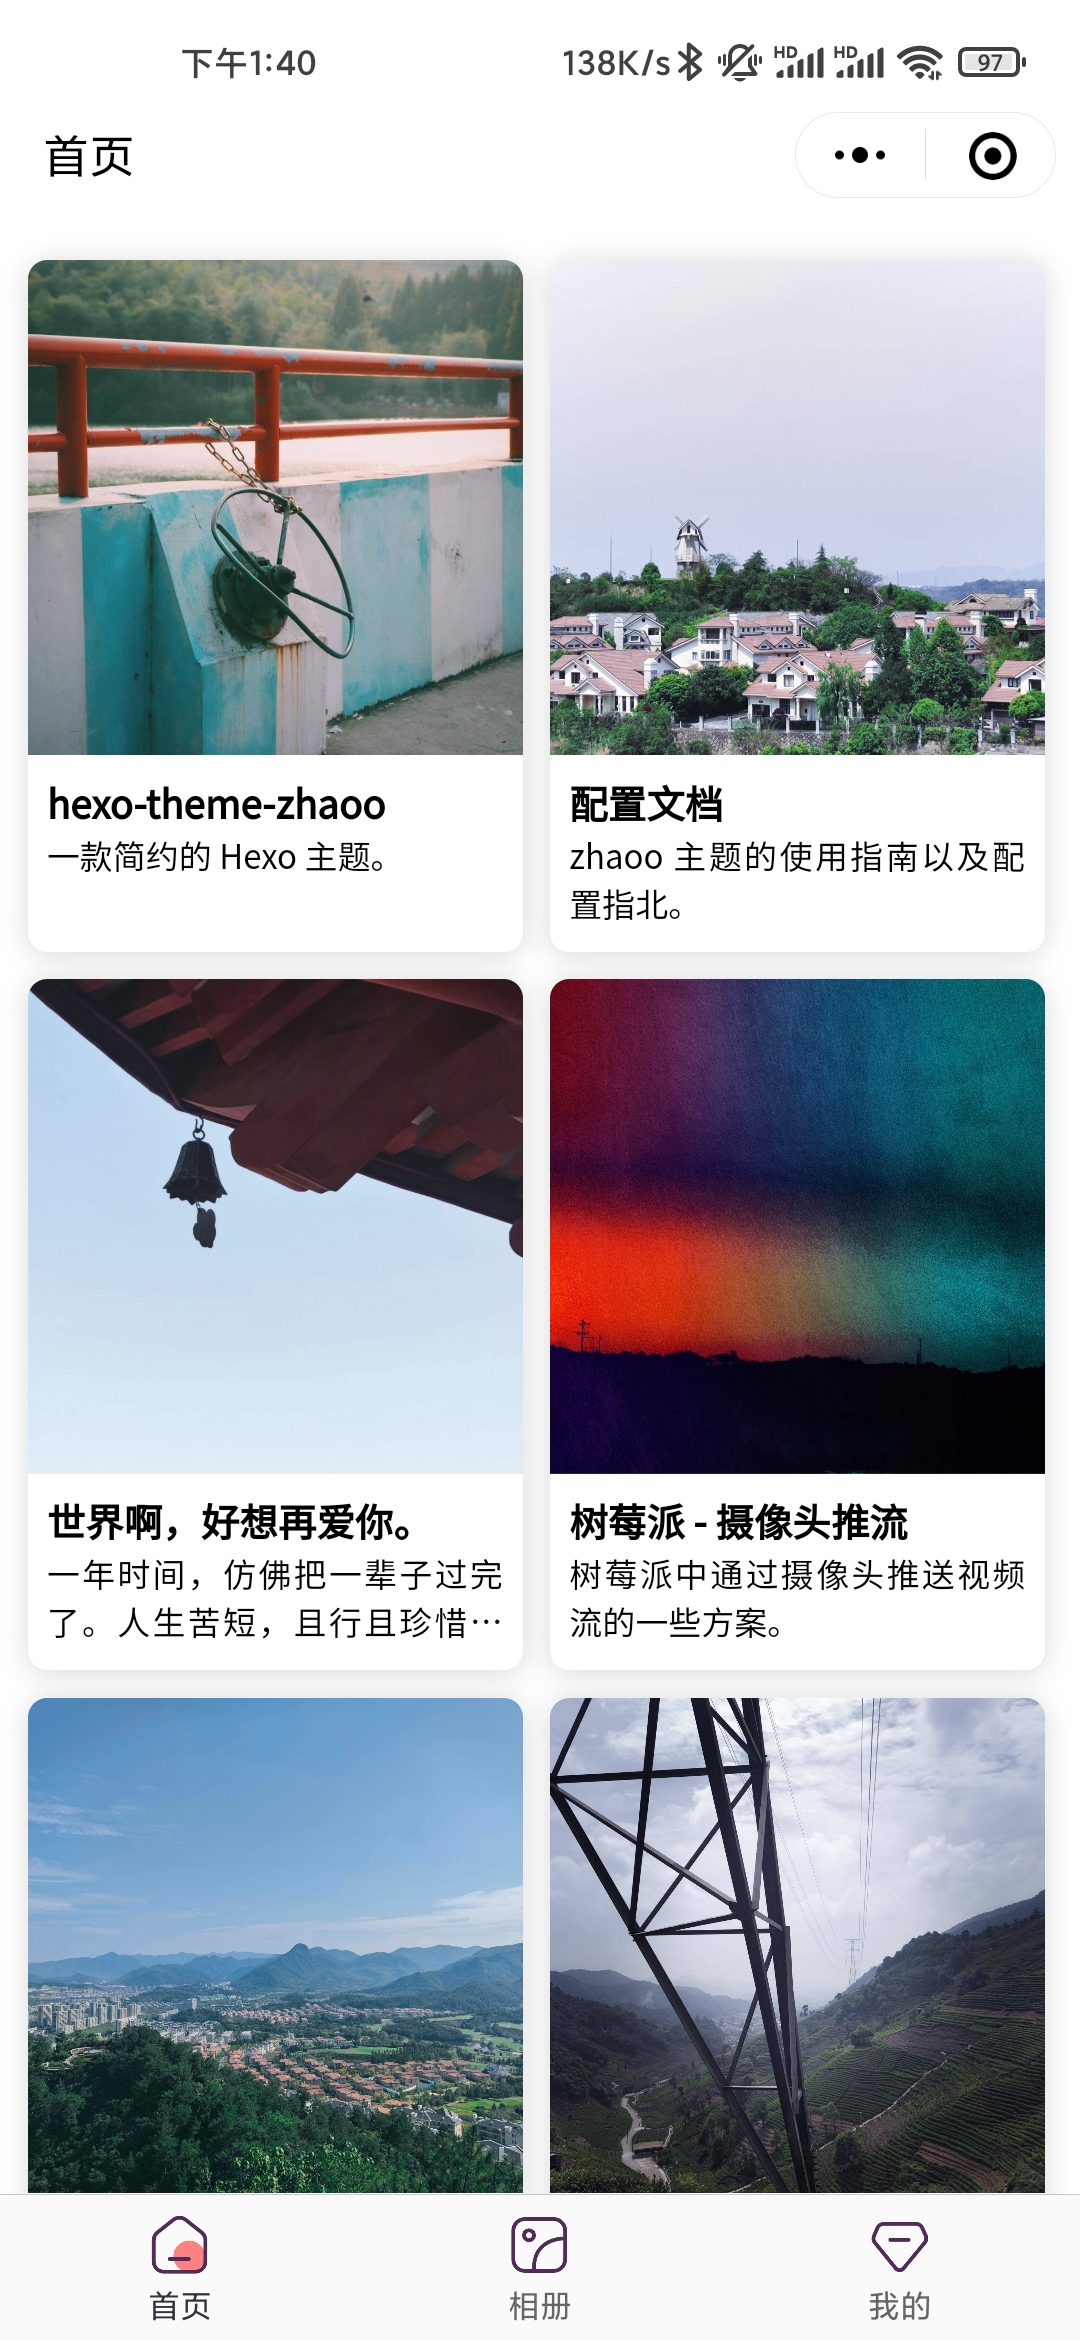 下午1:40
138K/s
HD
HD
97
首页
hexo-theme-zhaoo
一款简约的 Hexo 主题。
配置文档
zhaoo 主题的使用指南以及配
置指北。
世界啊，好想再爱你。
一年时间，仿佛把一辈子过完
了。人生苦短，且行且珍惜…
树莓派 - 摄像头推流
树莓派中通过摄像头推送视频
流的一些方案。
首页
相册
我的